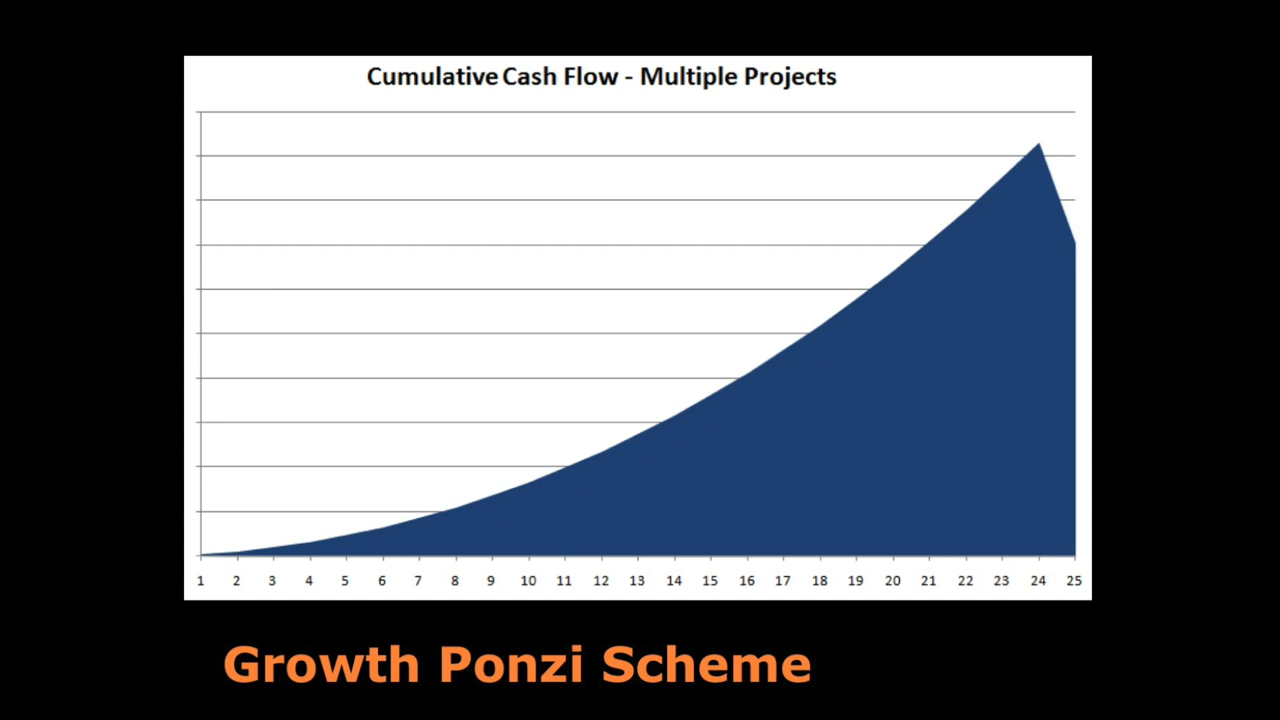 Cumulative Cash Flow - Multiple Projects
1 2 3 4 5 6 7 8 9 10 11 12 13 14 15 16 17 18 19 20 21 22 23 24 25
Growth Ponzi Scheme